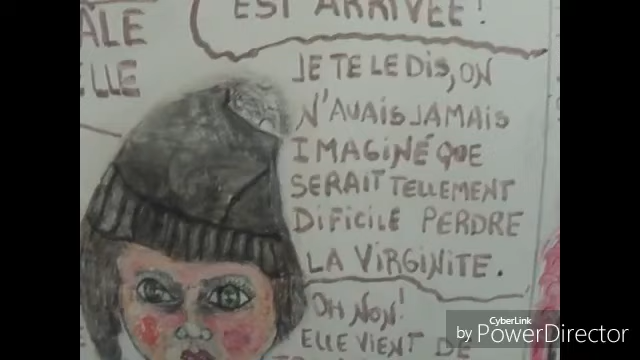 EST ARRIVÉE!
ALE
ELLE
JE TE LE DIS, ON
N'AVAIS JAMAIS
IMAGINÉ QUE
SERAIT TELLEMENT
DIFICILE PERDRE
LA VIRGINITE.
OH NON!
ELLE VIENT DE
CyberLink
by PowerDirector